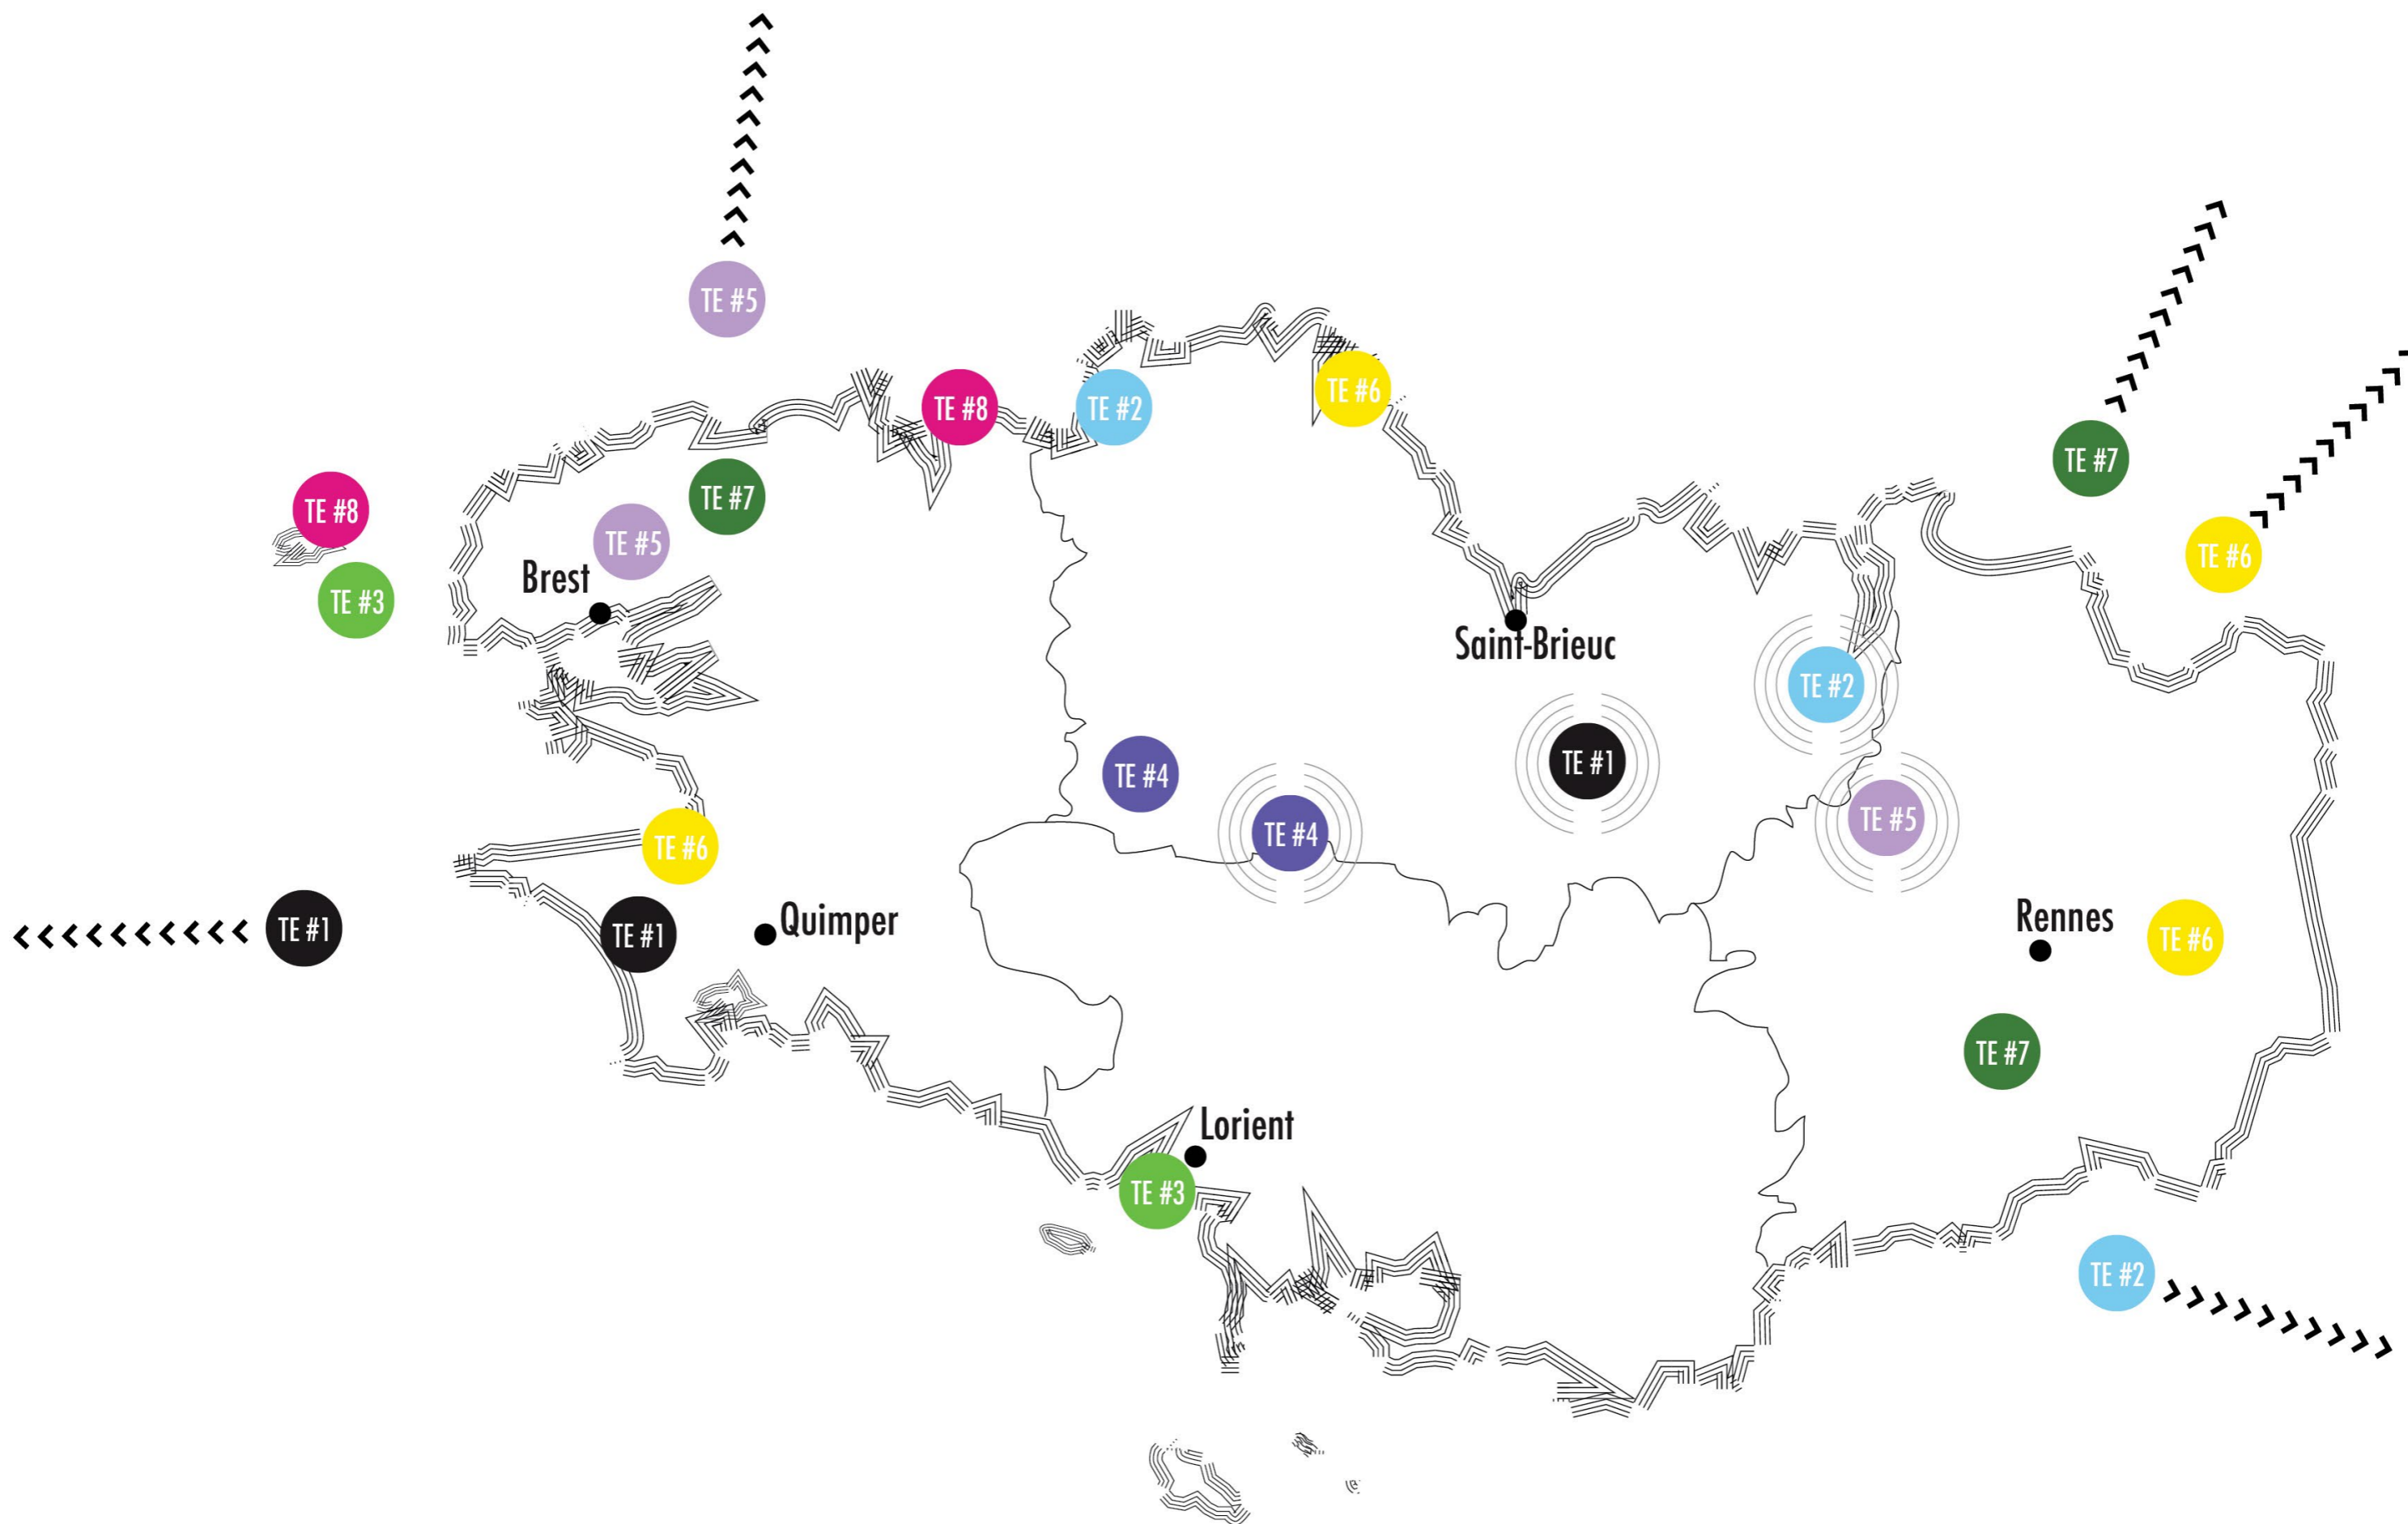 TE #5
TE #6
TE #8
TE #2
TE #7
TE #7
TE #8
TE #5
TE #6
Brest
TE #3
Saint-Brieuc
TE #2
TE #1
TE #4
TE #5
TE #4
TE #6
Quimper
Rennes
TE #1
TE #1
TE #6
TE #7
Lorient
TE #3
TE #2